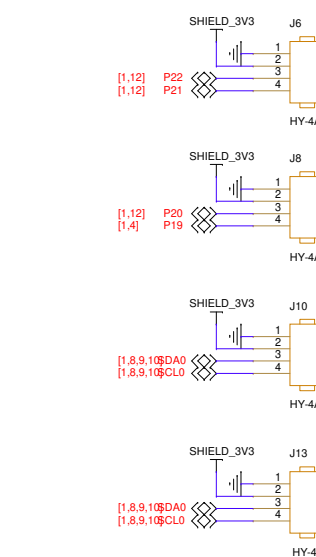 SHIELD_3V3 J6
1
2
[1,12] P22 3
[1,12] P21 4
HY-4
SHIELD_3V3 J8
1
2
[1,12] P20 3
[1,4] P19 4
HY-4
SHIELD_3V3 J10
1
2
[1,8,9,10] SDA0 3
[1,8,9,10] SCL0 4
HY-4
SHIELD_3V3 J13
1
2
[1,8,9,10] SDA0 3
[1,8,9,10] SCL0 4
HY-4